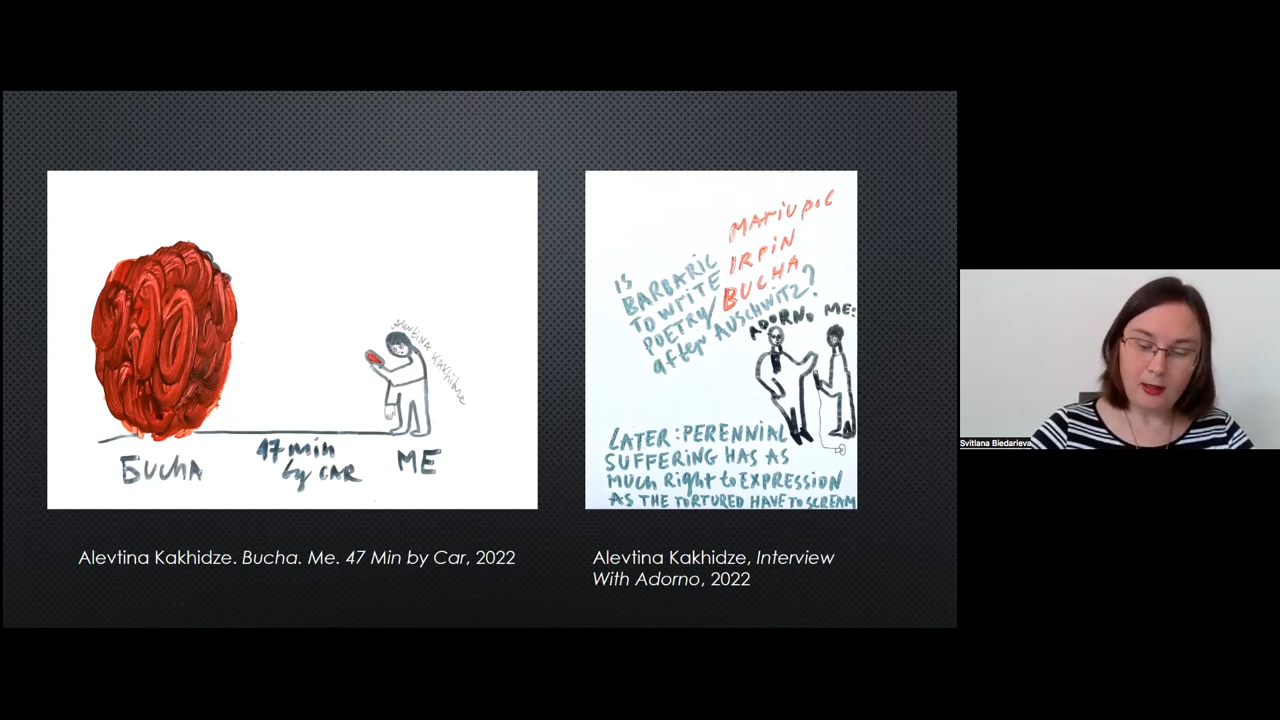 Alevtina Kakhidze
БUCHA
47 min
by CAR
ME
MARIUPOL
IRPIN
BUCHA
IS
BARBARIC
TO WRITE
POETRY/
after AUSCHWITZ?
ADORNO
ME:
LATER: PERENNIAL
SUFFERING HAS AS
MUCH RigHT to EXPRESSION
AS THE TORTURED HAVE TO SCREAM
Alevtina Kakhidze. Bucha. Me. 47 Min by Car, 2022
Alevtina Kakhidze, Interview
With Adorno, 2022
Svitlana Biedarieva